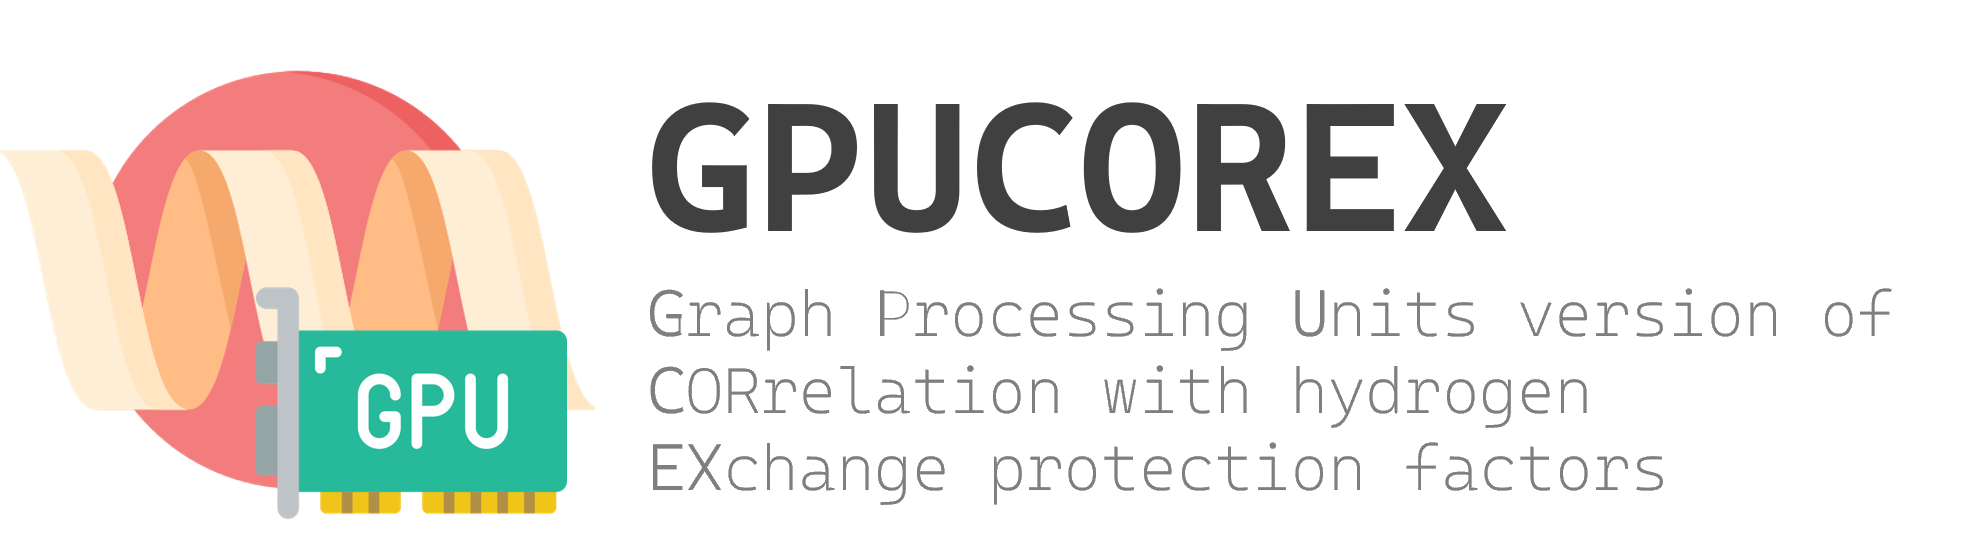 GPUCOREX
Graph Processing Units version of
CORrelation with hydrogen
EXchange protection factors
GPU